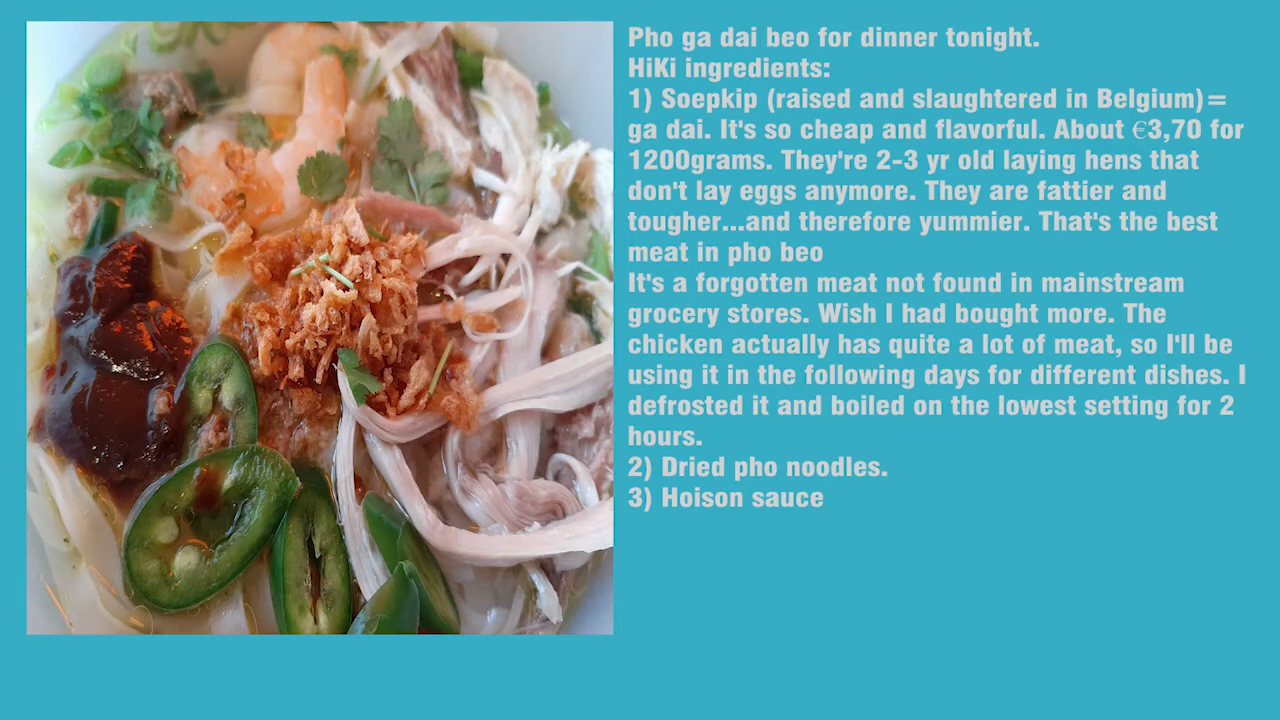 Pho ga dai beo for dinner tonight.
HiKi ingredients:
1) Soepkip (raised and slaughtered in Belgium)=
ga dai. It's so cheap and flavorful. About €3,70 for
1200grams. They're 2-3 yr old laying hens that
don't lay eggs anymore. They are fattier and
tougher...and therefore yummier. That's the best
meat in pho beo
It's a forgotten meat not found in mainstream
grocery stores. Wish I had bought more. The
chicken actually has quite a lot of meat, so I'll be
using it in the following days for different dishes. I
defrosted it and boiled on the lowest setting for 2
hours.
2) Dried pho noodles.
3) Hoison sauce